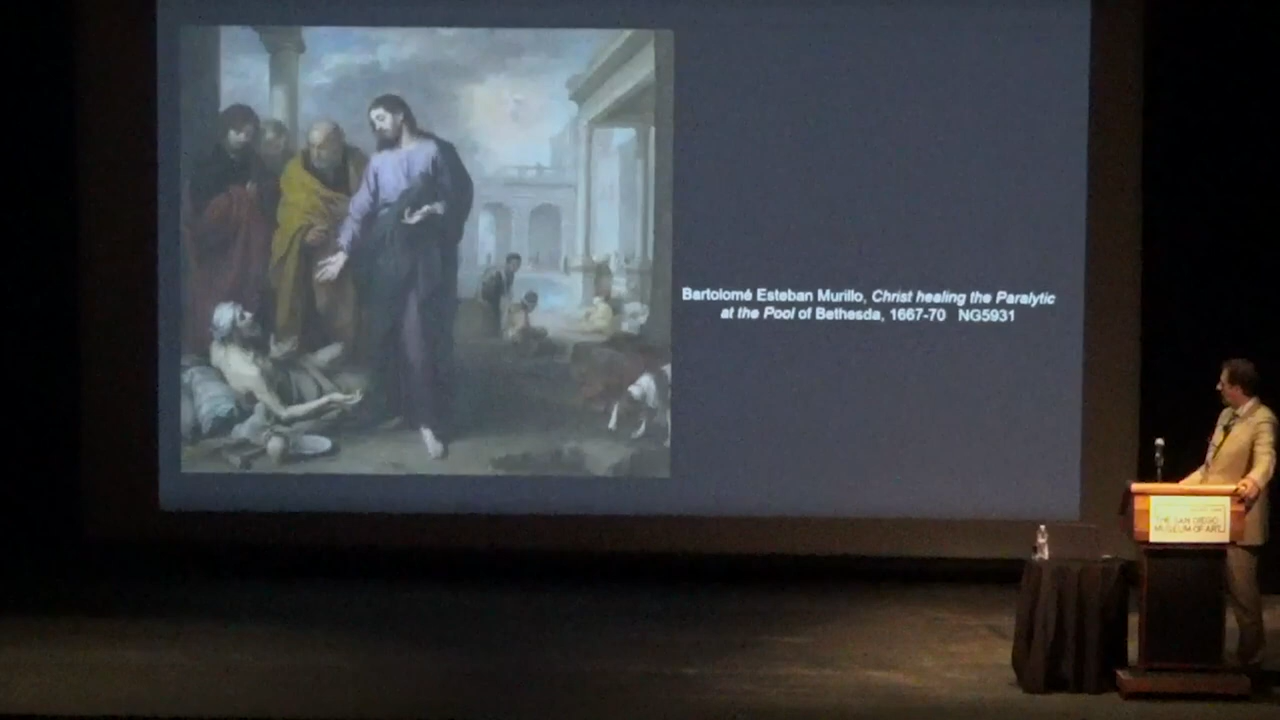 Bartolomé Esteban Murillo, Christ healing the Paralytic
at the Pool of Bethesda, 1667-70 NG5931
THE SAN DIEGO
MUSEUM OF ART